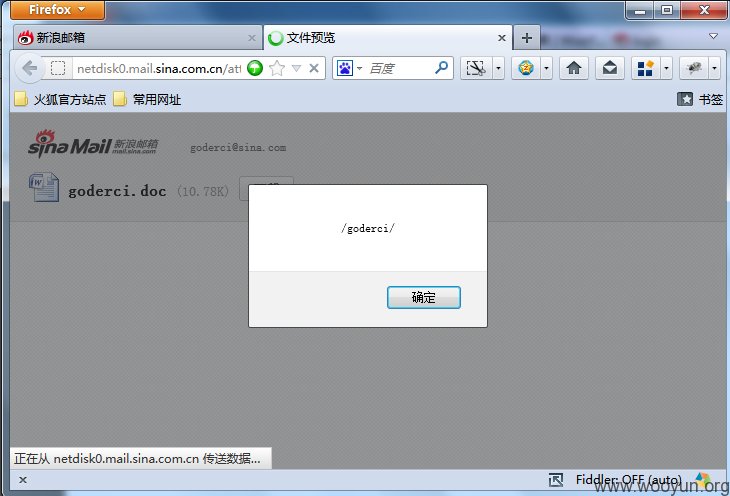 Firefox
新浪邮箱
文件预览
netdisk0.mail.sina.com.cn/att
百度
火狐官方站点
常用网址
书签
sina Mail 新浪邮箱
mail.sina.com
goderci@sina.com
goderci.doc (10.78K)
/goderci/
确定
正在从 netdisk0.mail.sina.com.cn 传送数据...
Fiddler: OFF (auto)
www.wooyun.org